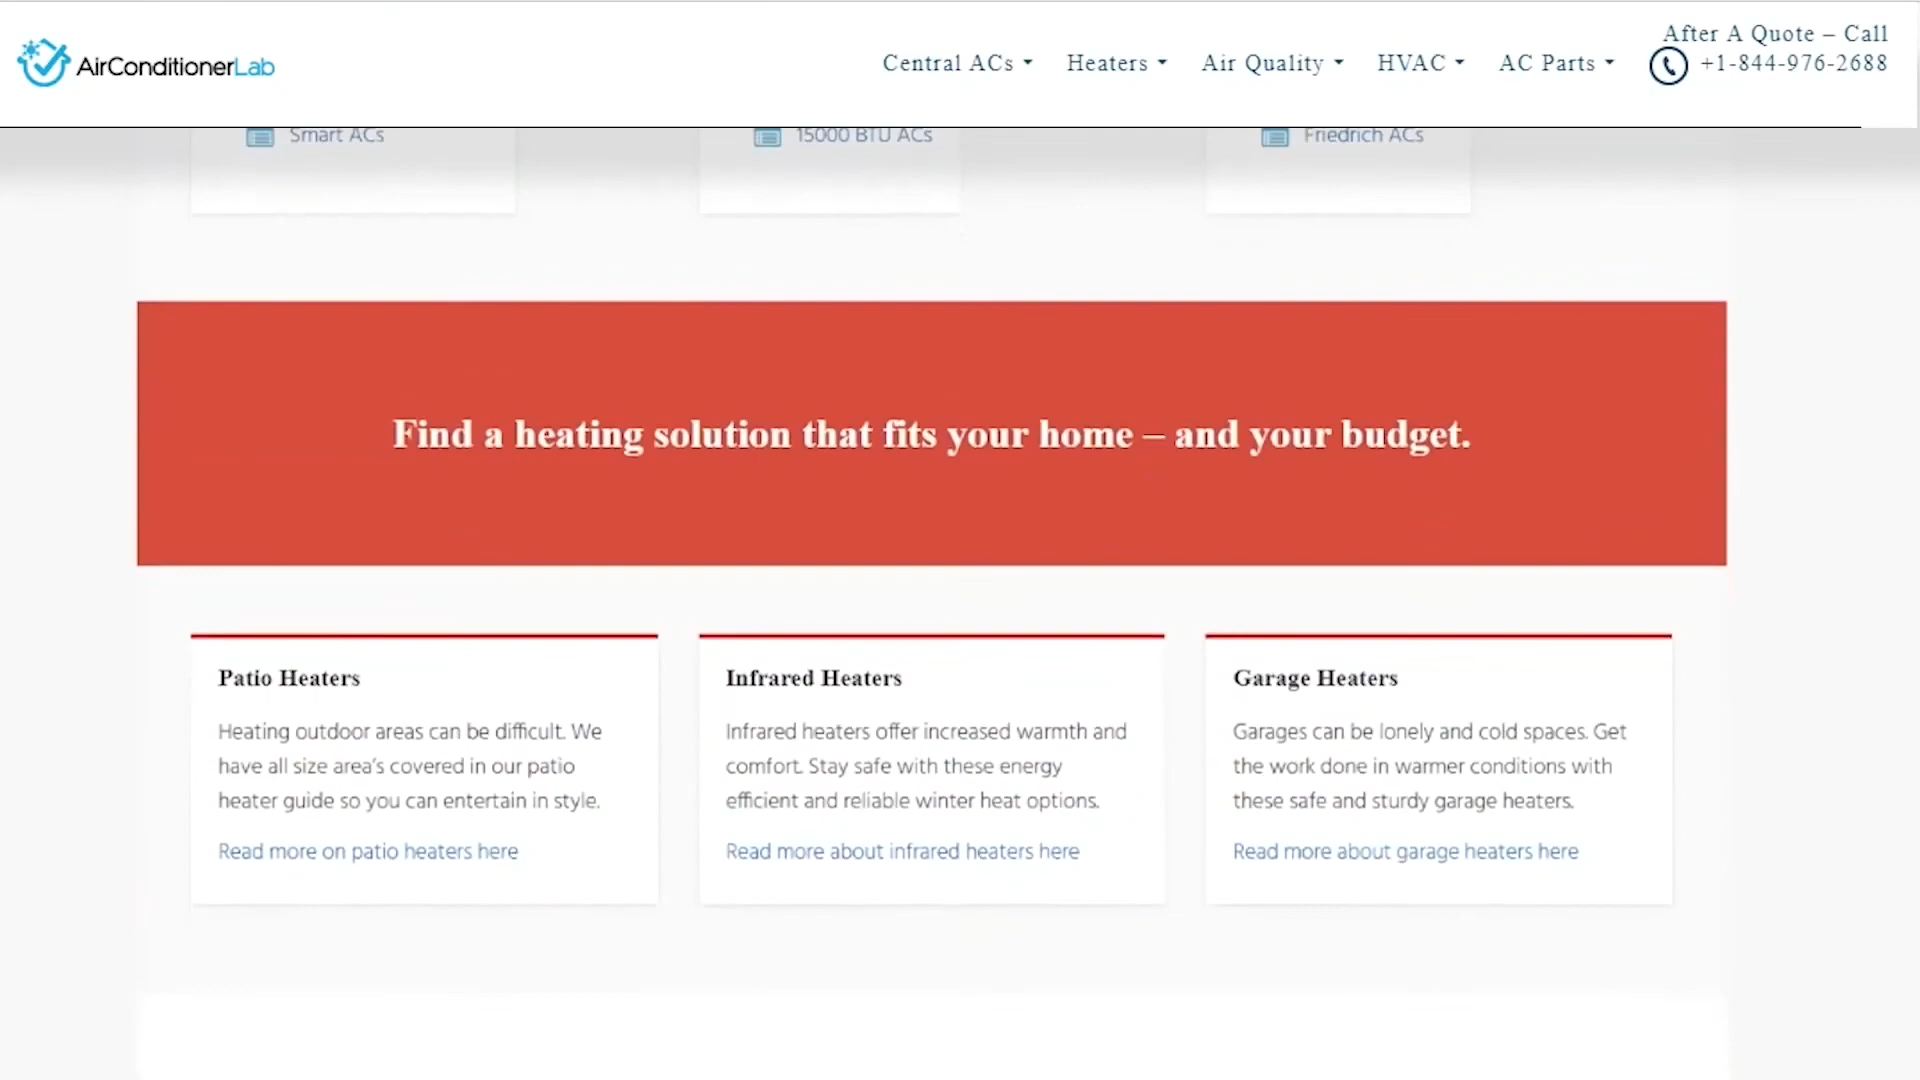 After A Quote – Call
AirConditionerLab
Central ACs
Heaters
Air Quality
HVAC
AC Parts
+1-844-976-2688
Smart ACs
15000 BTU ACs
Friedrich ACs
Find a heating solution that fits your home – and your budget.
Patio Heaters
Heating outdoor areas can be difficult. We
have all size area's covered in our patio
heater guide so you can entertain in style.
Read more on patio heaters here
Infrared Heaters
Infrared heaters offer increased warmth and
comfort. Stay safe with these energy
efficient and reliable winter heat options.
Read more about infrared heaters here
Garage Heaters
Garages can be lonely and cold spaces. Get
the work done in warmer conditions with
these safe and sturdy garage heaters.
Read more about garage heaters here